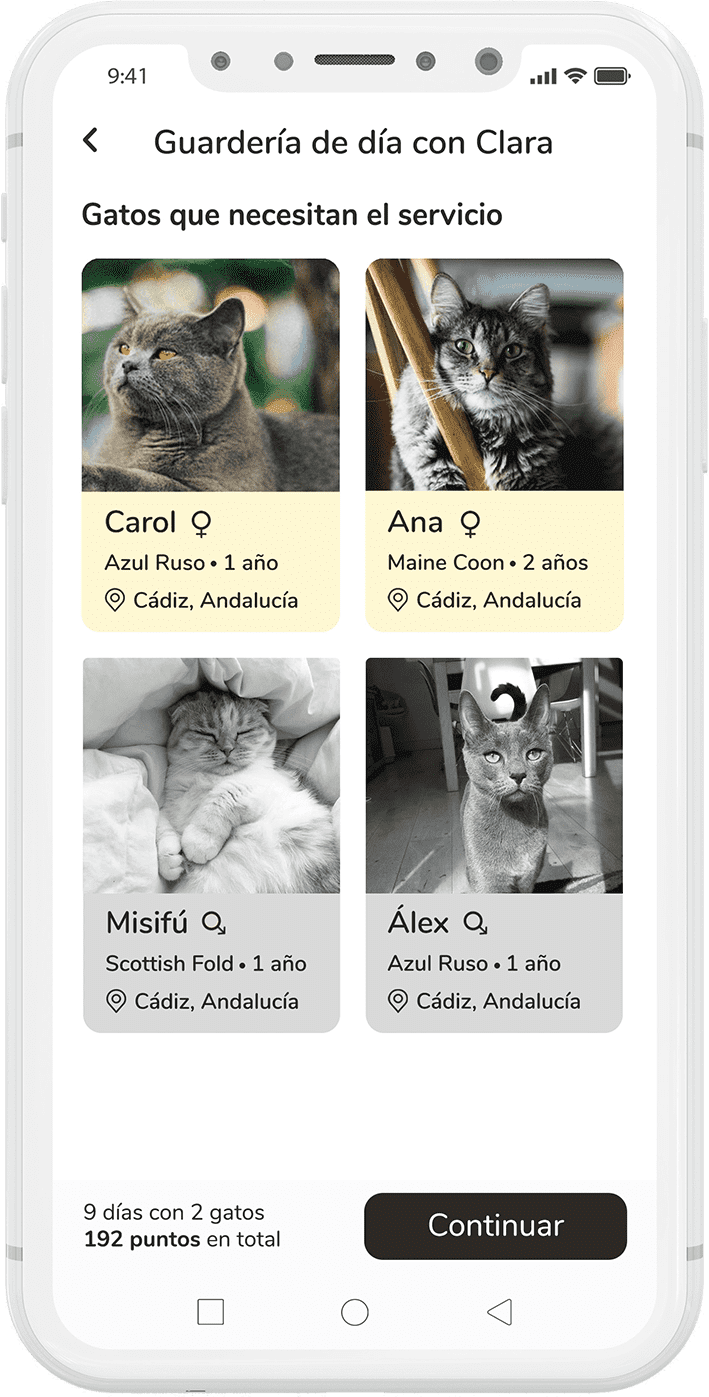 9:41
Guardería de día con Clara
Gatos que necesitan el servicio
Carol ♀
Azul Ruso • 1 año
Cádiz, Andalucía
Ana ♀
Maine Coon • 2 años
Cádiz, Andalucía
Misifú
Scottish Fold • 1 año
Cádiz, Andalucía
Álex
Azul Ruso • 1 año
Cádiz, Andalucía
9 días con 2 gatos
192 puntos en total
Continuar